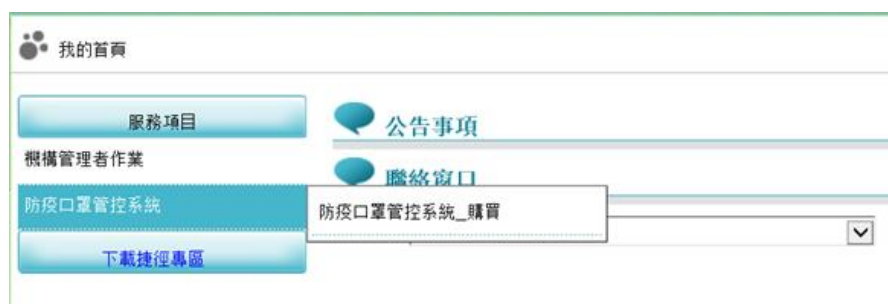 我的首頁
服務項目
機構管理者作業
防疫口罩管控系統
下載捷徑專區
公告事項
聯絡窗口
防疫口罩管控系統_購買